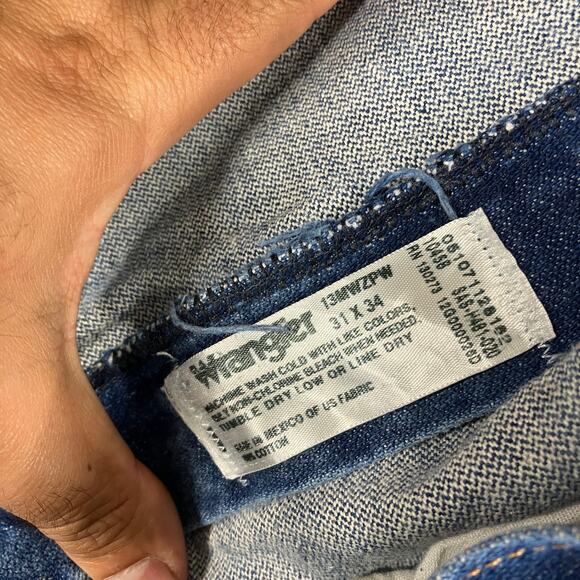 Wrangler
13MWZPW
31 X 34
MACHINE WASH COLD WITH LIKE COLORS,
ONLY NON-CHLORINE BLEACH WHEN NEEDED.
TUMBLE DRY LOW OR LINE DRY
MADE IN MEXICO OF US FABRIC
COTTON
10459
RN 130273